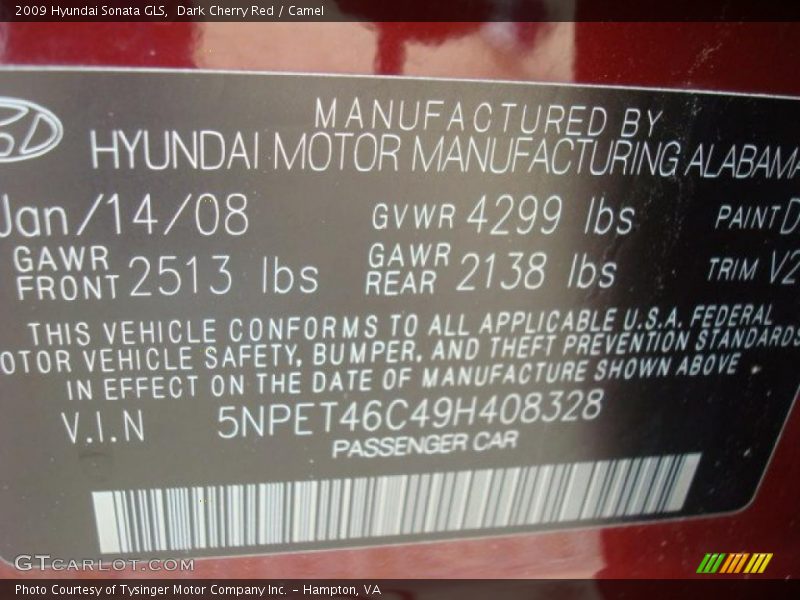 2009 Hyundai Sonata GLS,  Dark Cherry Red / Camel
MANUFACTURED BY
HYUNDAI MOTOR MANUFACTURING ALABAMA
Jan/14/08 GVWR 4299 lbs PAINT D
GAWR FRONT 2513 lbs GAWR REAR 2138 lbs TRIM V2
THIS VEHICLE CONFORMS TO ALL APPLICABLE U.S.A. FEDERAL
OTOR VEHICLE SAFETY, BUMPER, AND THEFT PREVENTION STANDARDS
IN EFFECT ON THE DATE OF MANUFACTURE SHOWN ABOVE
V.I.N 5NPET46C49H408328
PASSENGER CAR
GTCARLOT.COM
Photo Courtesy of Tysinger Motor Company Inc. - Hampton, VA